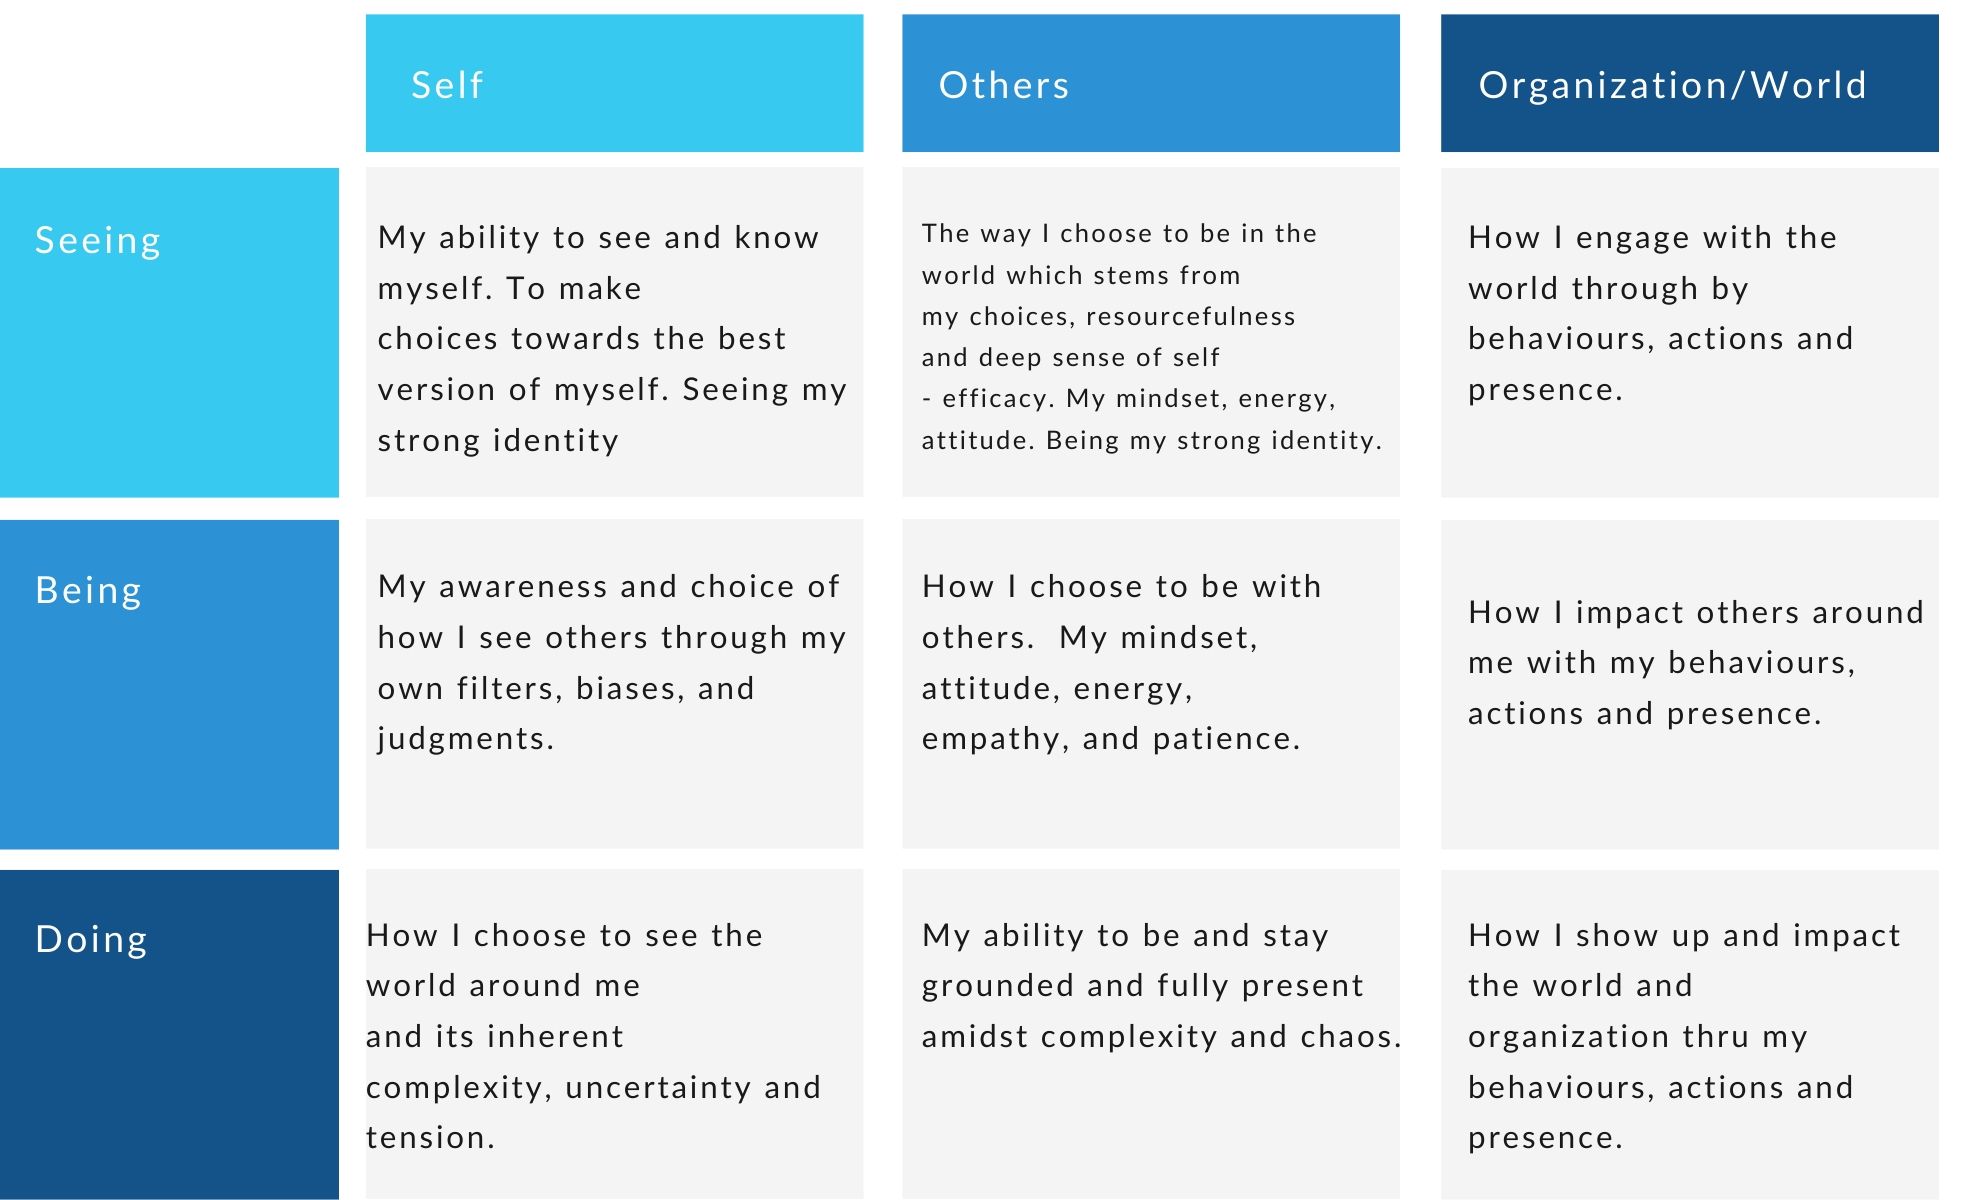 Self
Others
Organization/World
Seeing
My ability to see and know
myself. To make
choices towards the best
version of myself. Seeing my
strong identity
The way I choose to be in the
world which stems from
my choices, resourcefulness
and deep sense of self
- efficacy. My mindset, energy,
attitude. Being my strong identity.
How I engage with the
world through by
behaviours, actions and
presence.
Being
My awareness and choice of
how I see others through my
own filters, biases, and
judgments.
How I choose to be with
others.  My mindset,
attitude, energy,
empathy, and patience.
How I impact others around
me with my behaviours,
actions and presence.
Doing
How I choose to see the
world around me
and its inherent
complexity, uncertainty and
tension.
My ability to be and stay
grounded and fully present
amidst complexity and chaos.
How I show up and impact
the world and
organization thru my
behaviours, actions and
presence.